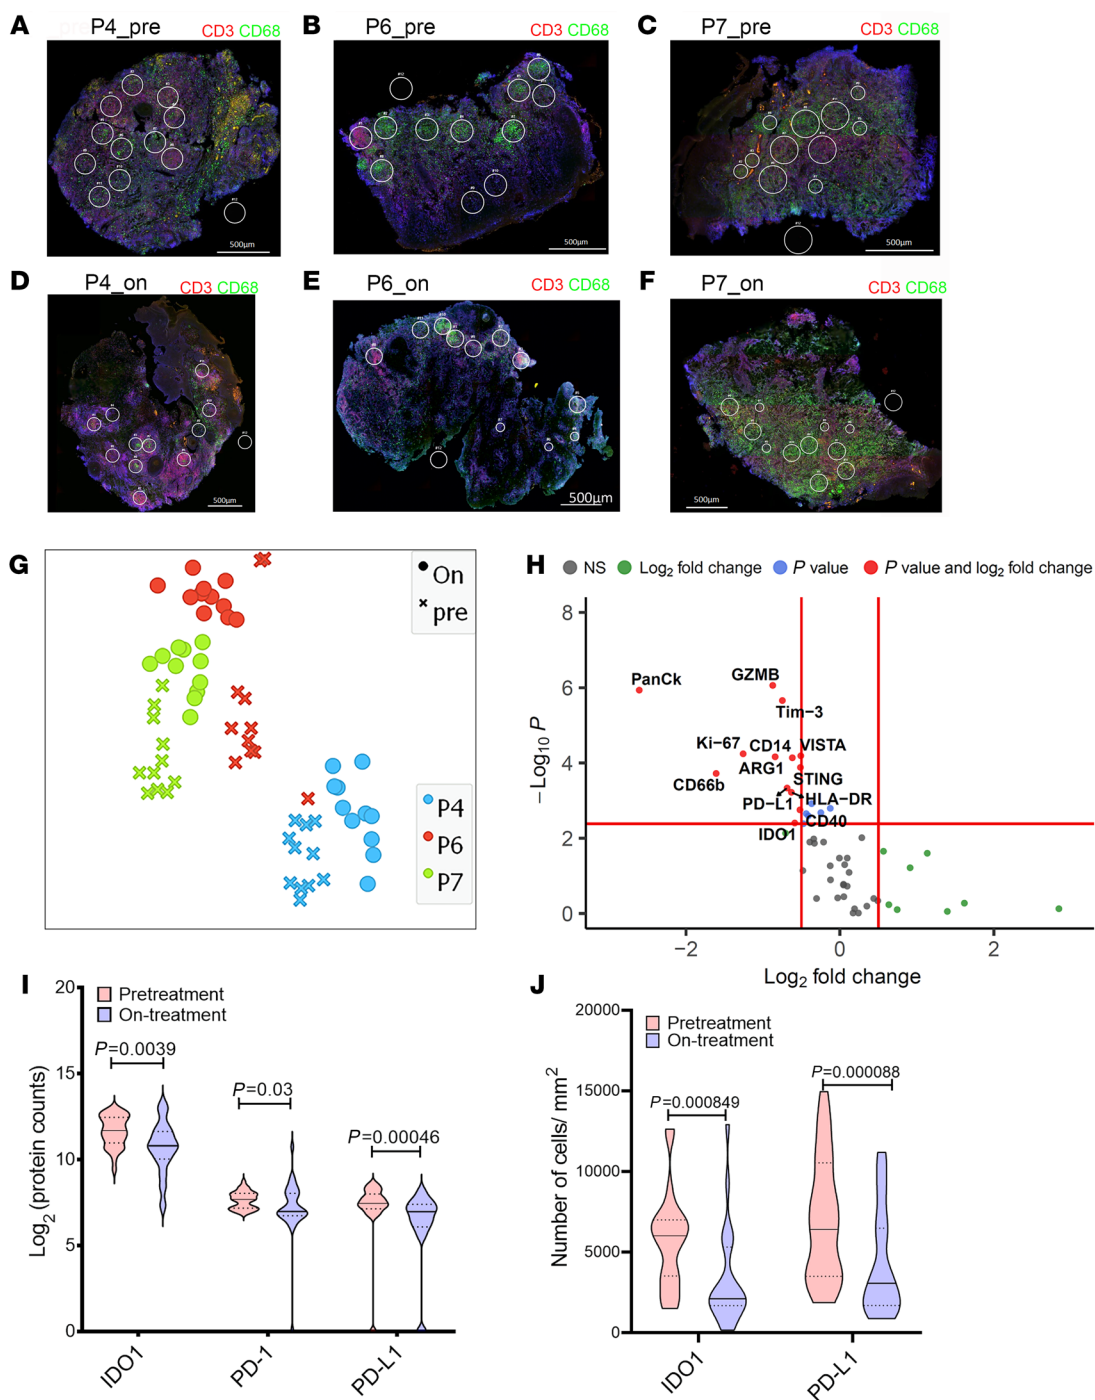 A P4_pre CD3 CD68
500µm
B P6_pre CD3 CD68
500µm
C P7_pre CD3 CD68
500µm
D P4_on CD3 CD68
500µm
E P6_on CD3 CD68
500µm
F P7_on CD3 CD68
500µm
G
On
pre
P4
P6
P7
H NS Log2 fold change P value P value and log2 fold change
8
6
4
2
0
−Log10 P
PanCk
GZMB
Tim-3
Ki-67
CD14
VISTA
ARG1
STING
CD66b
HLA-DR
PD-L1
CD40
IDO1
−2
0
2
Log2 fold change
I
Pretreatment
On-treatment
20
15
10
5
0
Log2 (protein counts)
P=0.0039
P=0.03
P=0.00046
IDO1
PD-1
PD-L1
J
Pretreatment
On-treatment
20000
15000
10000
5000
0
Number of cells/ mm2
P=0.000849
P=0.000088
IDO1
PD-L1